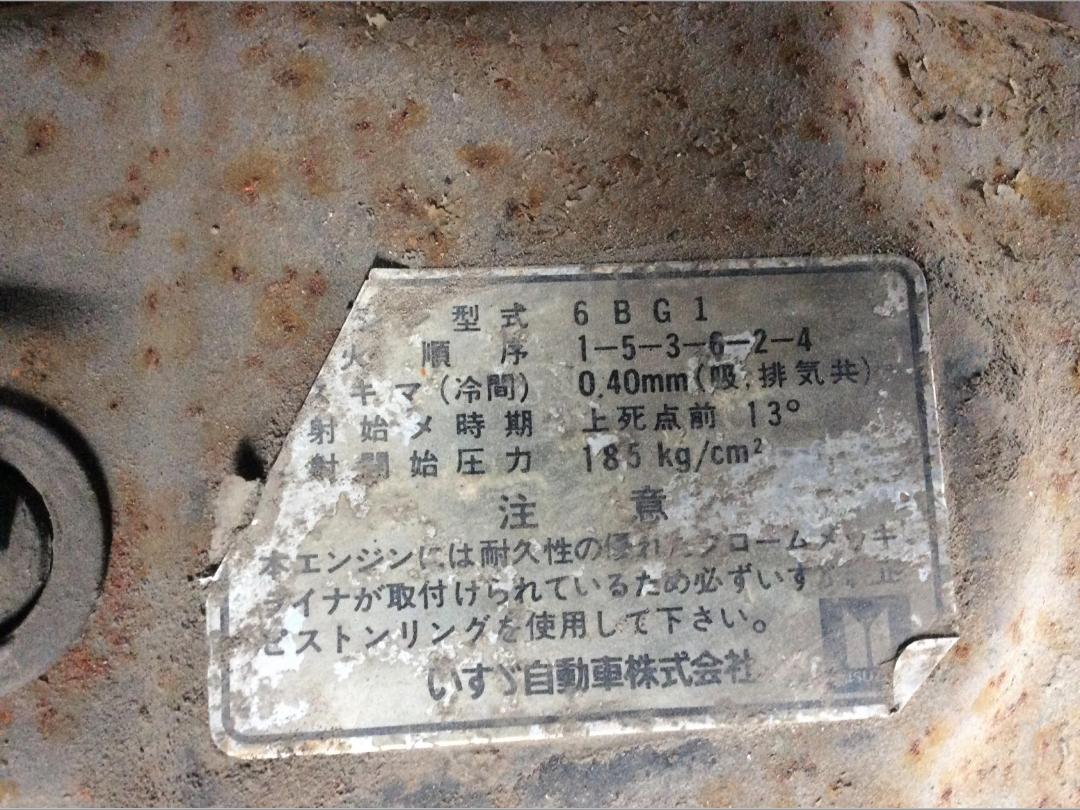 型式 6BG1
火順序 1-5-3-6-2-4
キマ(冷間) 0.40mm(吸,排気共)
射始メ時期 上死点前 13°
射開始圧力 185 kg/cm²
注意
本エンジンには耐久性の優れたクロームメッキ
ライナが取付けられているため必ずいすゞ 正
ピストンリングを使用して下さい。
いすゞ自動車株式会社